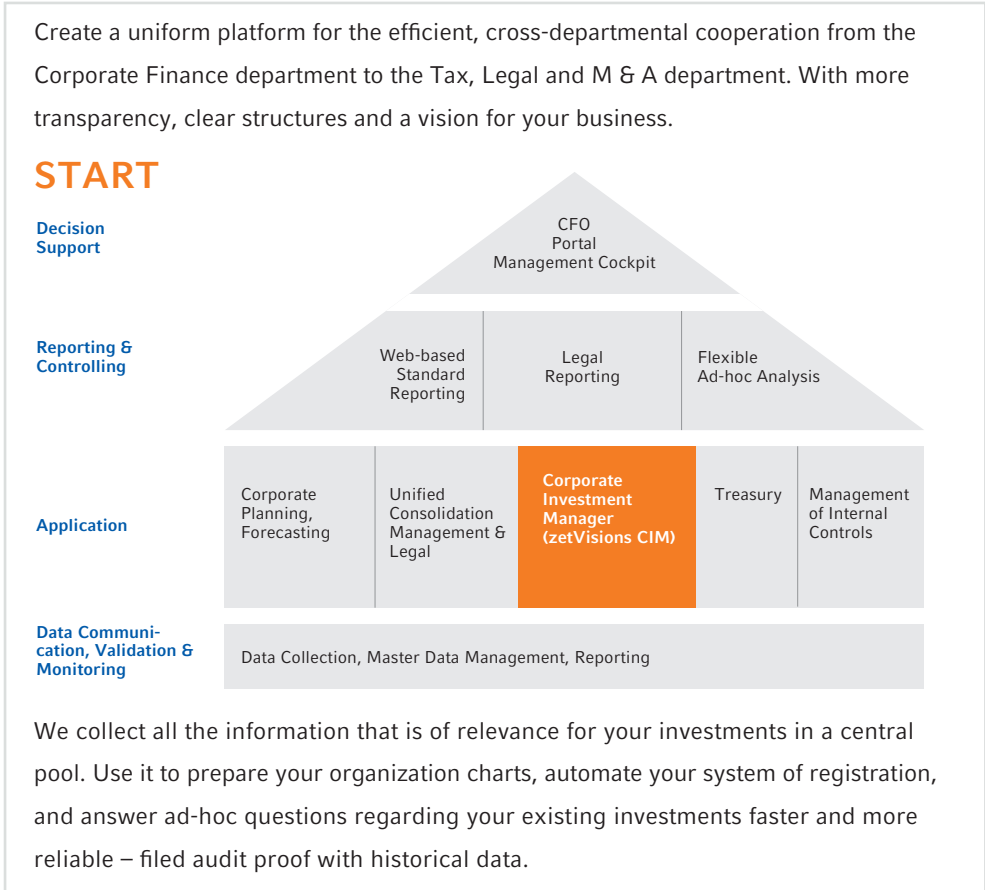 Create a uniform platform for the efficient, cross-departmental cooperation from the
Corporate Finance department to the Tax, Legal and M & A department. With more
transparency, clear structures and a vision for your business.
START
Decision
Support
CFO
Portal
Management Cockpit
Reporting &
Controlling
Web-based
Standard
Reporting
Legal
Reporting
Flexible
Ad-hoc Analysis
Application
Corporate
Planning,
Forecasting
Unified
Consolidation
Management &
Legal
Corporate
Investment
Manager
(zetVisions CIM)
Treasury
Management
of Internal
Controls
Data Communi-
cation, Validation &
Monitoring
Data Collection, Master Data Management, Reporting
We collect all the information that is of relevance for your investments in a central
pool. Use it to prepare your organization charts, automate your system of registration,
and answer ad-hoc questions regarding your existing investments faster and more
reliable – filed audit proof with historical data.